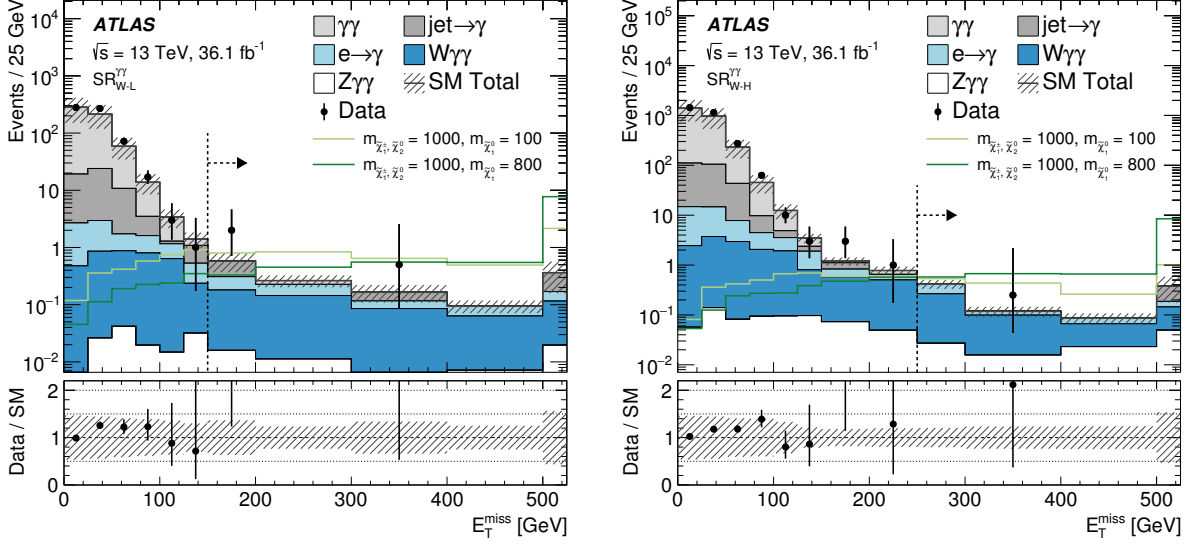 ATLAS
√s = 13 TeV, 36.1 fb⁻¹
SR^γγ_W-L
γγ jet→γ
e→γ Wγγ
Zγγ SM Total
Data
m_χ̃₁^±, χ̃₂⁰ = 1000, m_χ̃₁⁰ = 100
m_χ̃₁^±, χ̃₂⁰ = 1000, m_χ̃₁⁰ = 800
Events / 25 GeV
10⁴
10³
10²
10
1
10⁻¹
10⁻²
Data / SM
2
1
0
0 100 200 300 400 500
E_T^miss [GeV]
ATLAS
√s = 13 TeV, 36.1 fb⁻¹
SR^γγ_W-H
γγ jet→γ
e→γ Wγγ
Zγγ SM Total
Data
m_χ̃₁^±, χ̃₂⁰ = 1000, m_χ̃₁⁰ = 100
m_χ̃₁^±, χ̃₂⁰ = 1000, m_χ̃₁⁰ = 800
Events / 25 GeV
10⁵
10⁴
10³
10²
10
1
10⁻¹
10⁻²
Data / SM
2
1
0
0 100 200 300 400 500
E_T^miss [GeV]